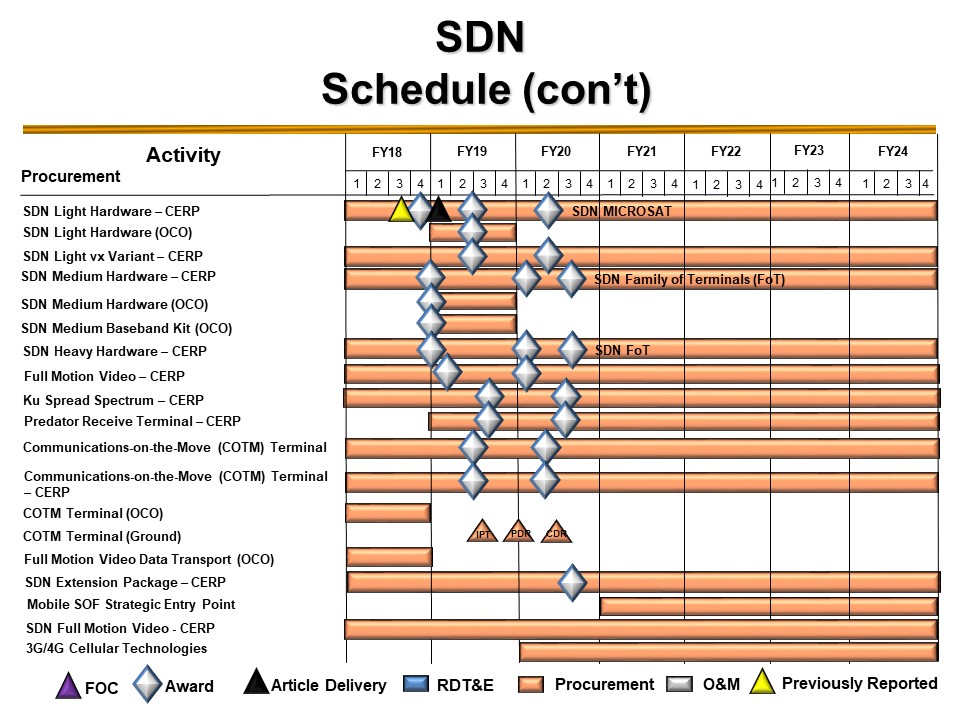 SDN
Schedule (con’t)
Activity FY18 FY19 FY20 FY21 FY22 FY23 FY24
Procurement 1 2 3 4 1 2 3 4 1 2 3 4 1 2 3 4 1 2 3 4 1 2 3 4 1 2 3 4
SDN Light Hardware – CERP SDN MICROSAT
SDN Light Hardware (OCO)
SDN Light vx Variant – CERP
SDN Medium Hardware – CERP SDN Family of Terminals (FoT)
SDN Medium Hardware (OCO)
SDN Medium Baseband Kit (OCO)
SDN Heavy Hardware – CERP SDN FoT
Full Motion Video – CERP
Ku Spread Spectrum – CERP
Predator Receive Terminal – CERP
Communications-on-the-Move (COTM) Terminal
Communications-on-the-Move (COTM) Terminal
– CERP
COTM Terminal (OCO)
COTM Terminal (Ground) IPT PDR CDR
Full Motion Video Data Transport (OCO)
SDN Extension Package – CERP
Mobile SOF Strategic Entry Point
SDN Full Motion Video - CERP
3G/4G Cellular Technologies
FOC Award Article Delivery RDT&E Procurement O&M Previously Reported